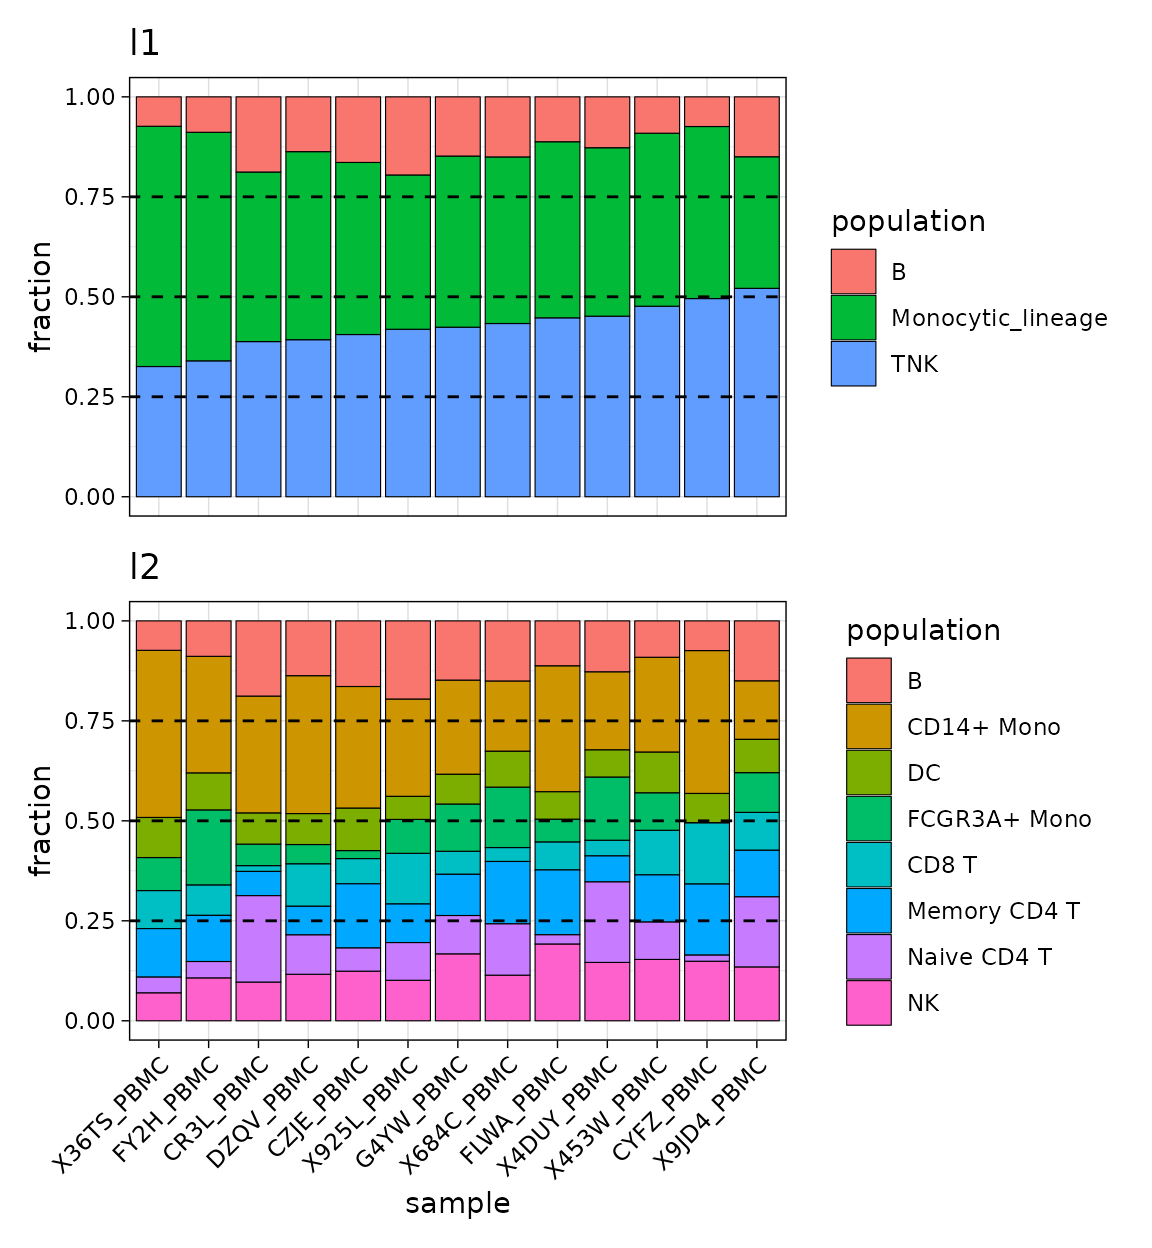 l1
1.00
0.75
0.50
0.25
0.00
fraction
population
B
Monocytic_lineage
TNK
l2
1.00
0.75
0.50
0.25
0.00
fraction
X36TS_PBMC
FY2H_PBMC
CR3L_PBMC
DZQV_PBMC
CZJE_PBMC
X925L_PBMC
G4YW_PBMC
X684C_PBMC
FLWA_PBMC
X4DUY_PBMC
X453W_PBMC
CYFZ_PBMC
X9JD4_PBMC
sample
population
B
CD14+ Mono
DC
FCGR3A+ Mono
CD8 T
Memory CD4 T
Naive CD4 T
NK